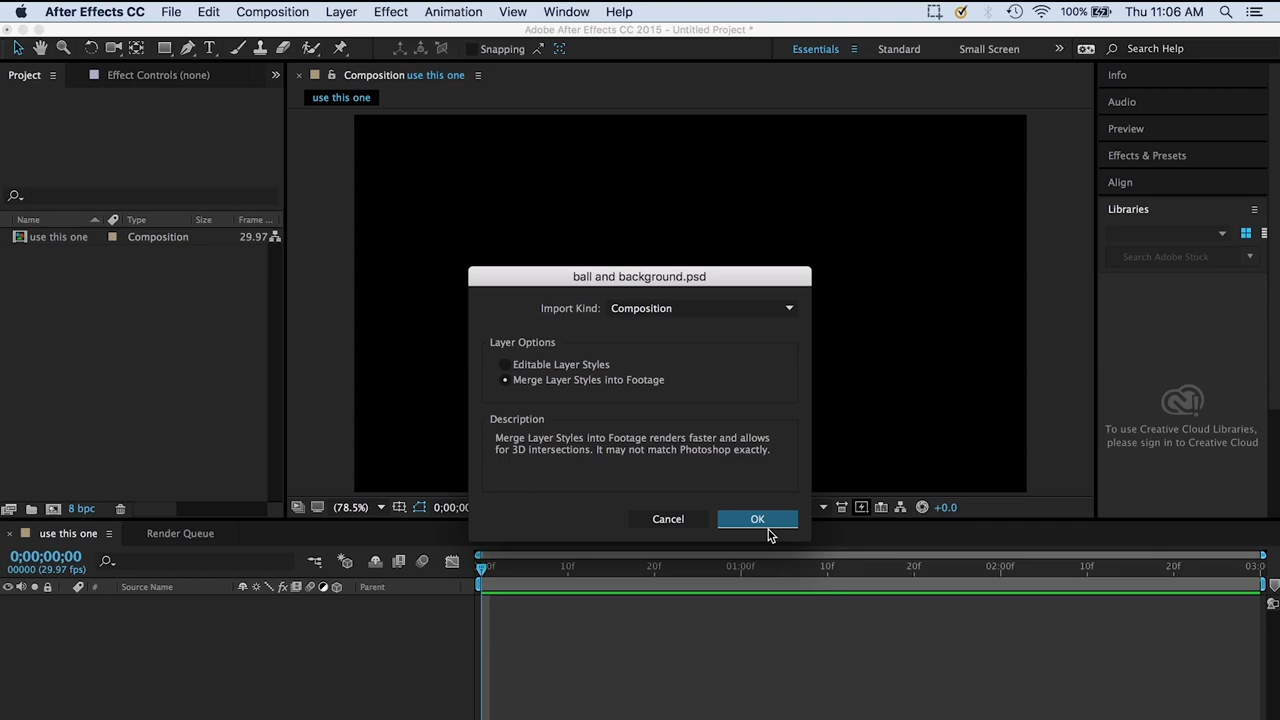 After Effects CC File Edit Composition Layer Effect Animation View Window Help 100% Thu 11:06 AM
Adobe After Effects CC 2015 - Untitled Project *
Snapping Essentials Standard Small Screen Search Help
Project Effect Controls (none)
Composition use this one
use this one
Info
Audio
Preview
Effects & Presets
Align
Libraries
Search Adobe Stock
To use Creative Cloud Libraries,
please sign in to Creative Cloud
Name Type Size Frame ...
use this one Composition 29.97
ball and background.psd
Import Kind: Composition
Layer Options
Editable Layer Styles
Merge Layer Styles into Footage
Description
Merge Layer Styles into Footage renders faster and allows
for 3D intersections. It may not match Photoshop exactly.
Cancel OK
8 bpc
(78.5%) +0.0
use this one Render Queue
0;00;00;00
00000 (29.97 fps)
10f 20f 01:00f 10f 20f 02:00f 10f 20f
# Source Name Parent